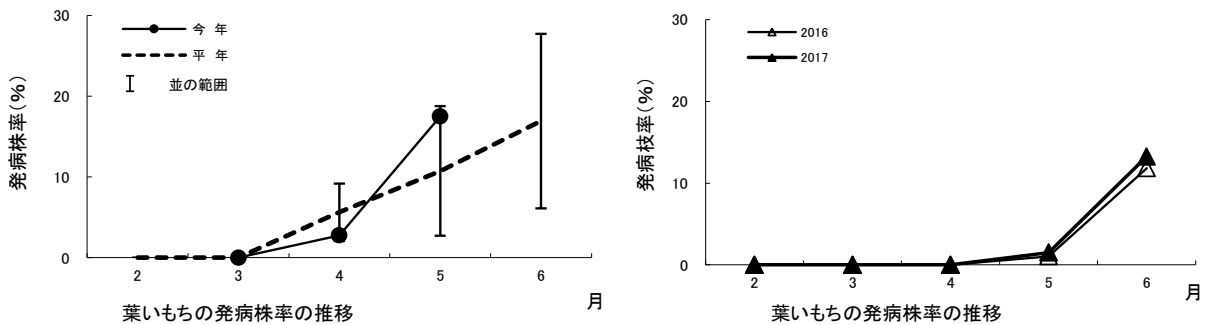 30
20
10
0
発病株率(%)
今 年
平 年
並の範囲
2 3 4 5 6
葉いもちの発病株率の推移
30
20
10
0
発病枝率(%)
2016
2017
2 3 4 5 6
月
葉いもちの発病株率の推移